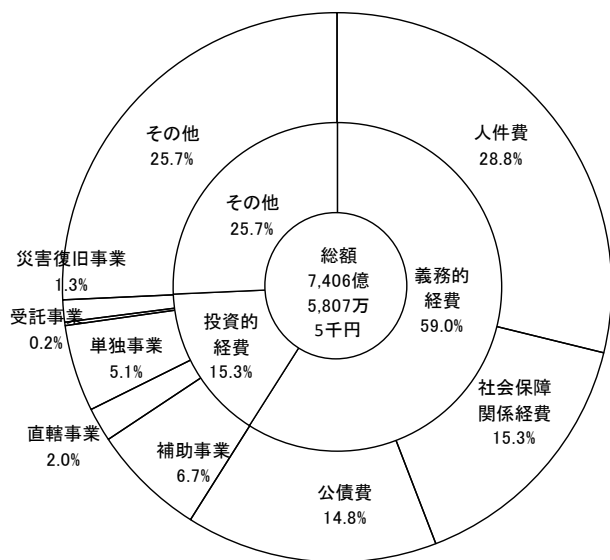 総額
7,406億
5,807万
5千円
義務的
経費
59.0%
投資的
経費
15.3%
その他
25.7%
人件費
28.8%
社会保障
関係経費
15.3%
公債費
14.8%
補助事業
6.7%
直轄事業
2.0%
単独事業
5.1%
受託事業
0.2%
災害復旧事業
1.3%
その他
25.7%